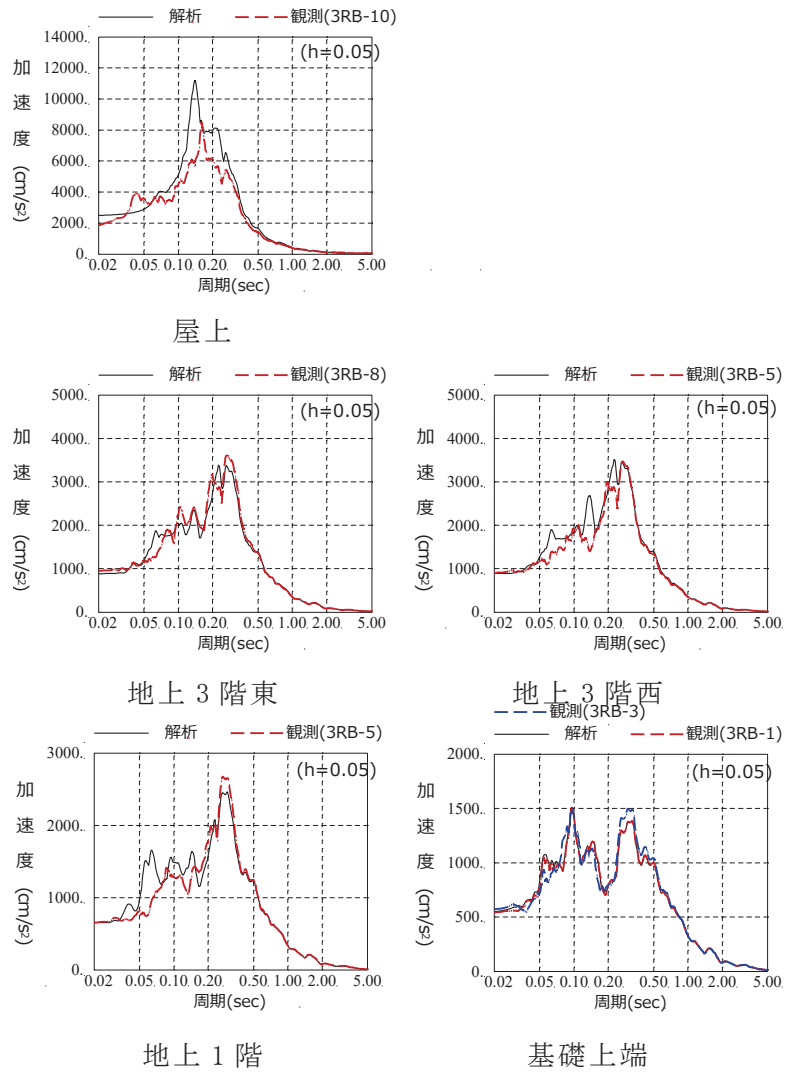 解析 観測(3RB-10)
(h=0.05)
加速度 (cm/s²)
14000.
12000.
10000.
8000.
6000.
4000.
2000.
0.
0.02 0.05 0.10 0.20 0.50 1.00 2.00 5.00
周期(sec)
屋上
解析 観測(3RB-8)
(h=0.05)
加速度 (cm/s²)
5000.
4000.
3000.
2000.
1000.
0.
0.02 0.05 0.10 0.20 0.50 1.00 2.00 5.00
周期(sec)
地上3階東
解析 観測(3RB-5)
(h=0.05)
加速度 (cm/s²)
5000.
4000.
3000.
2000.
1000.
0.
0.02 0.05 0.10 0.20 0.50 1.00 2.00 5.00
周期(sec)
地上3階西
解析 観測(3RB-5)
(h=0.05)
加速度 (cm/s²)
3000.
2000.
1000.
0.
0.02 0.05 0.10 0.20 0.50 1.00 2.00 5.00
周期(sec)
地上1階
観測(3RB-3)
解析 観測(3RB-1)
(h=0.05)
加速度 (cm/s²)
2000.
1500.
1000.
500.
0.
0.02 0.05 0.10 0.20 0.50 1.00 2.00 5.00
周期(sec)
基礎上端